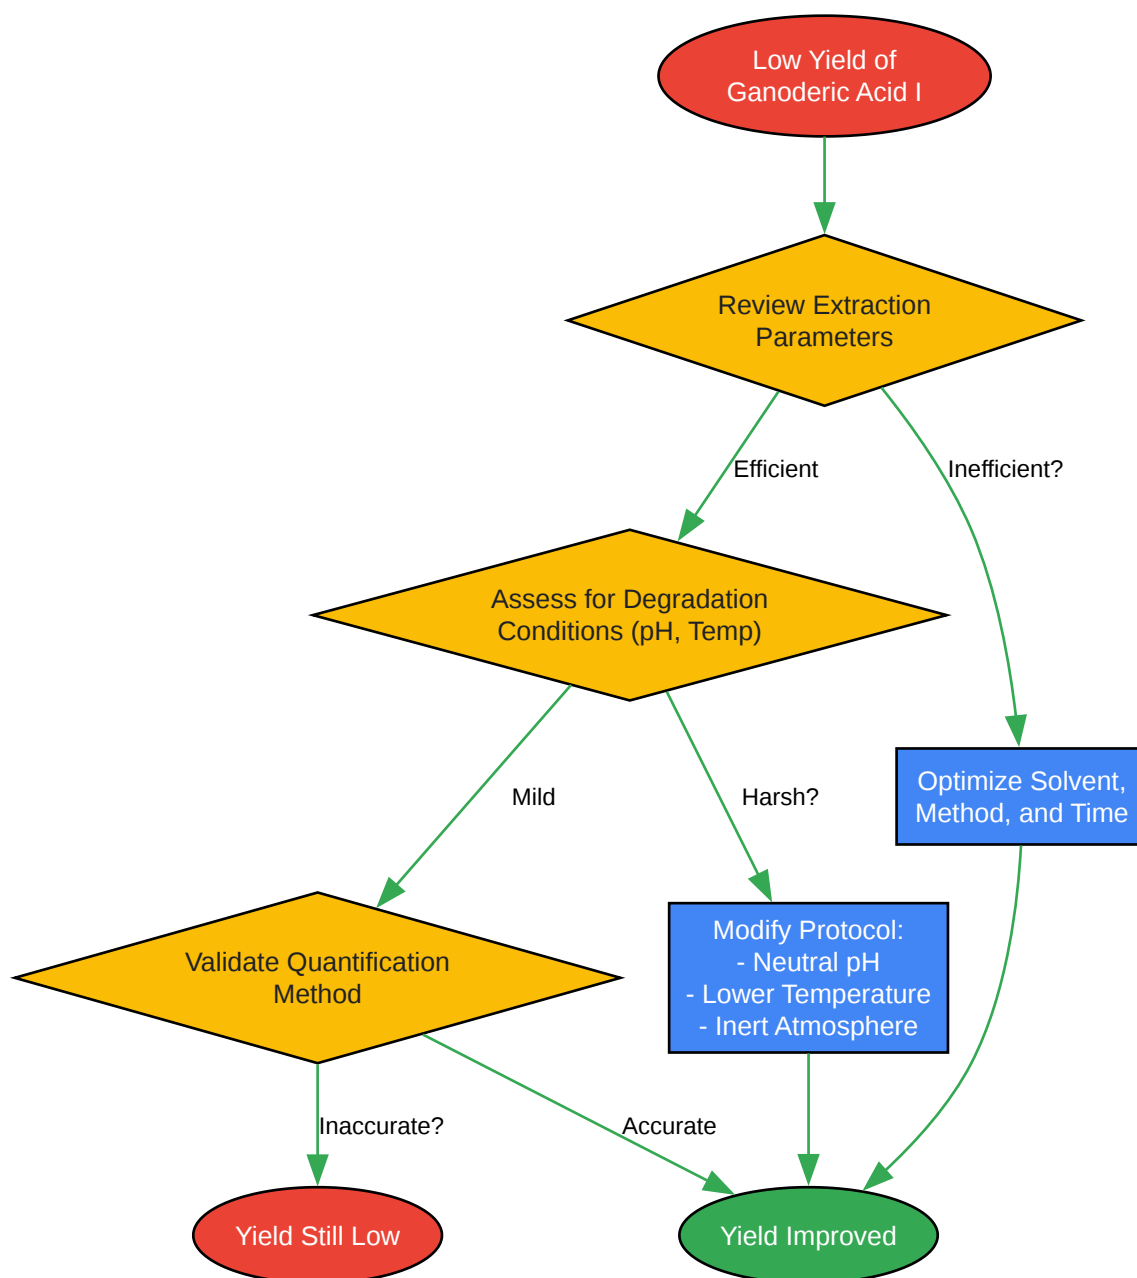 Low Yield of
Ganoderic Acid I
Review Extraction
Parameters
Efficient
Inefficient?
Assess for Degradation
Conditions (pH, Temp)
Mild
Harsh?
Optimize Solvent,
Method, and Time
Validate Quantification
Method
Modify Protocol:
- Neutral pH
- Lower Temperature
- Inert Atmosphere
Inaccurate?
Accurate
Yield Still Low
Yield Improved